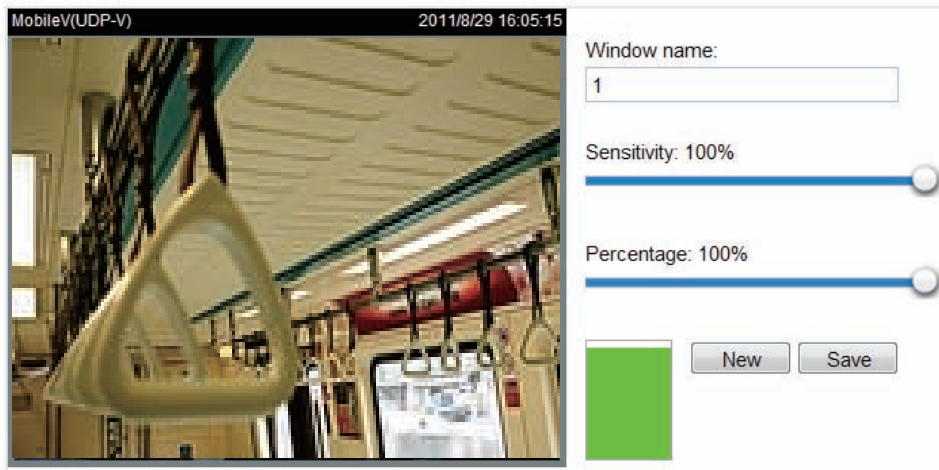 MobileV(UDP-V) 2011/8/29 16:05:15
Window name:
1
Sensitivity: 100%
Percentage: 100%
New Save